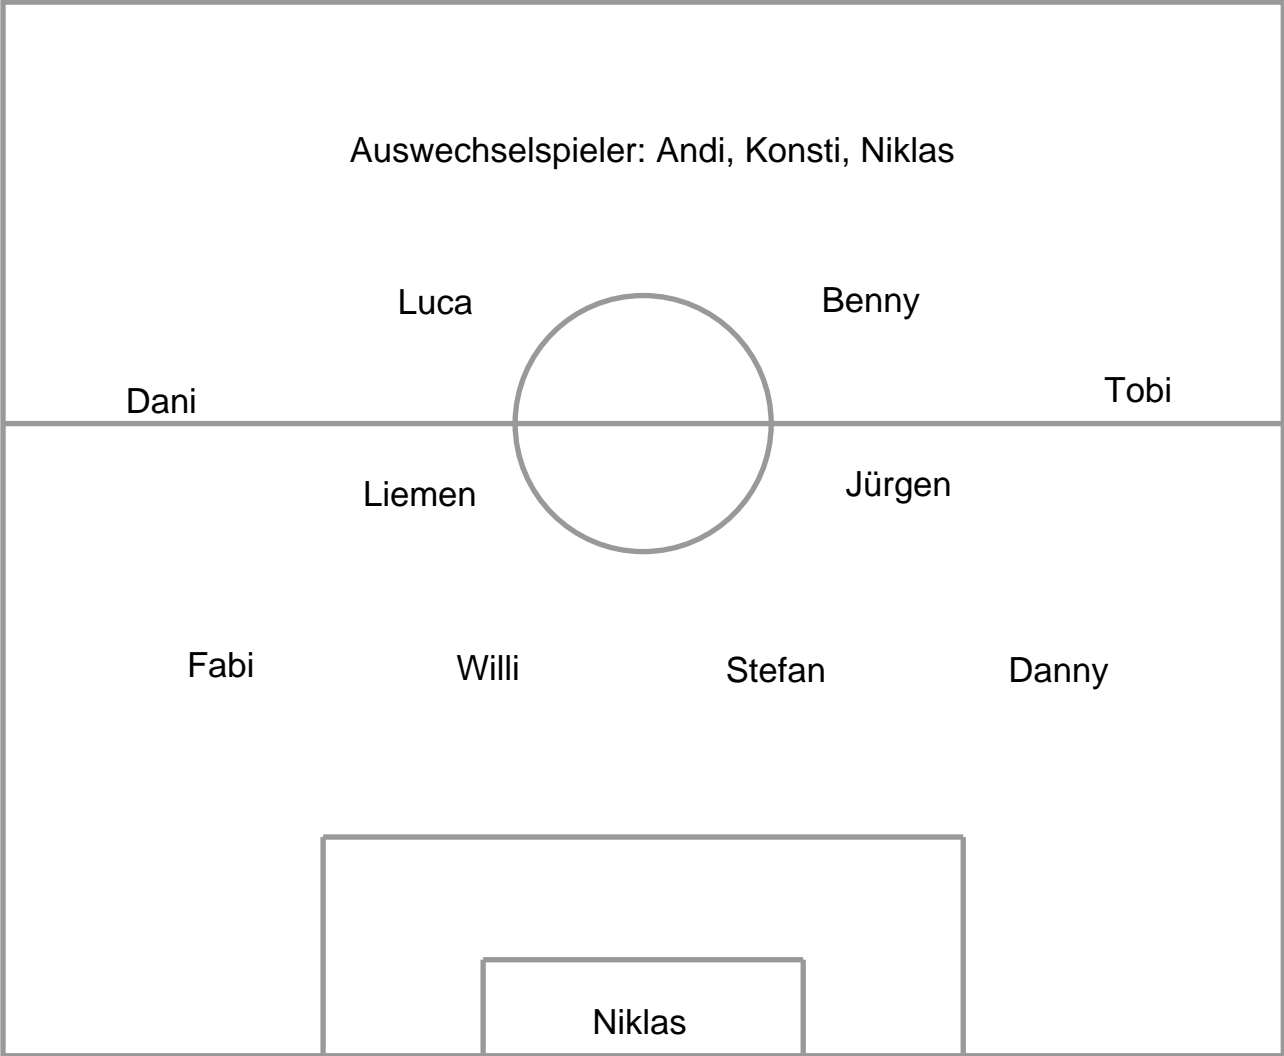 Auswechselspieler: Andi, Konsti, Niklas
Luca
Benny
Dani
Tobi
Liemen
Jürgen
Fabi
Willi
Stefan
Danny
Niklas